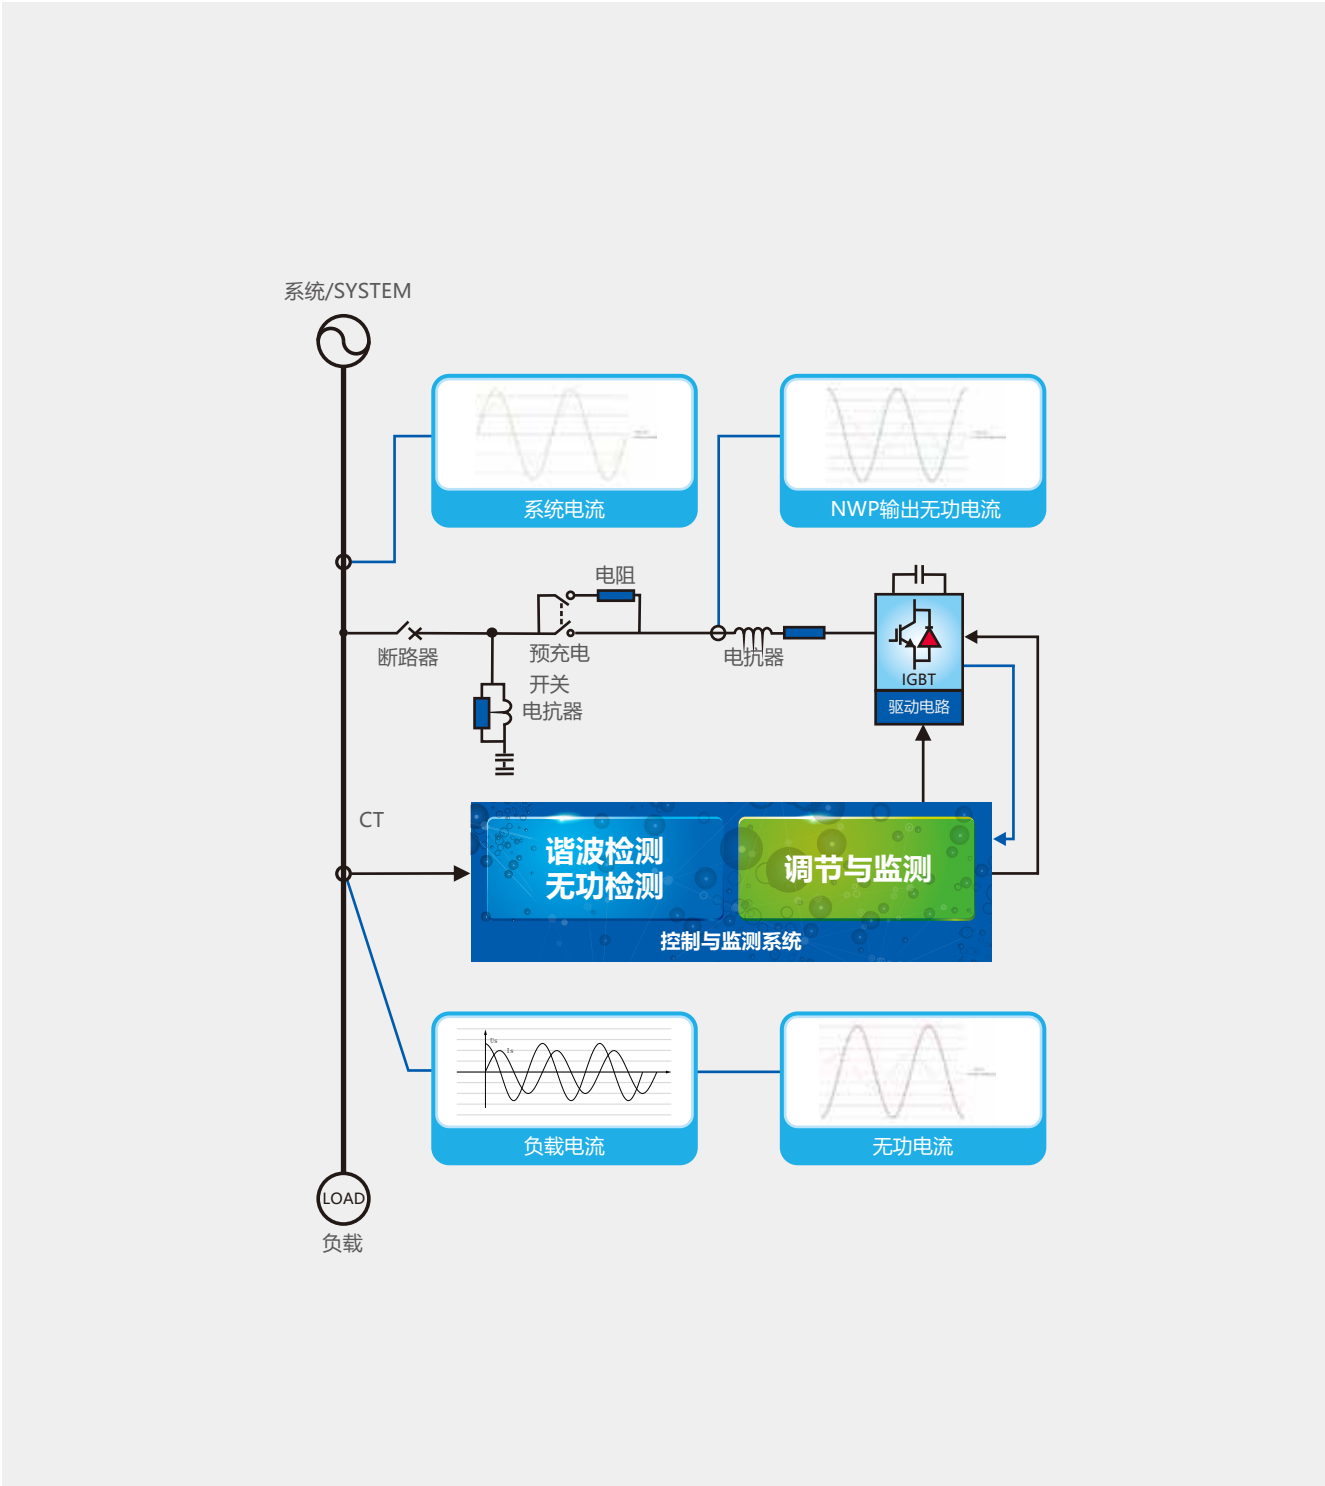 系统/SYSTEM
系统电流
NWP输出无功电流
电阻
断路器
预充电
开关
电抗器
电抗器
IGBT
驱动电路
CT
谐波检测
无功检测
调节与监测
控制与监测系统
Us
Is
负载电流
无功电流
LOAD
负载